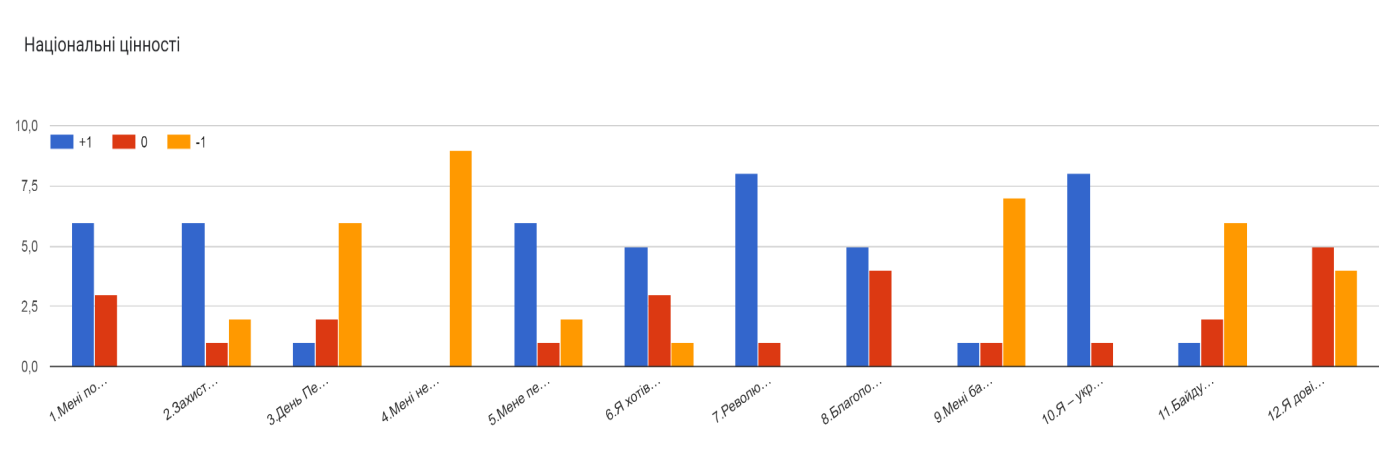 Національні цінності
10,0
+1 0 -1
7,5
5,0
2,5
0,0
1.Мені по…
2.Захист…
3.День Пе…
4.Мені не…
5.Мене пе…
6.Я хотів…
7.Револю…
8.Благопо…
9.Мені ба…
10.Я – укр…
11.Байду…
12.Я дові…